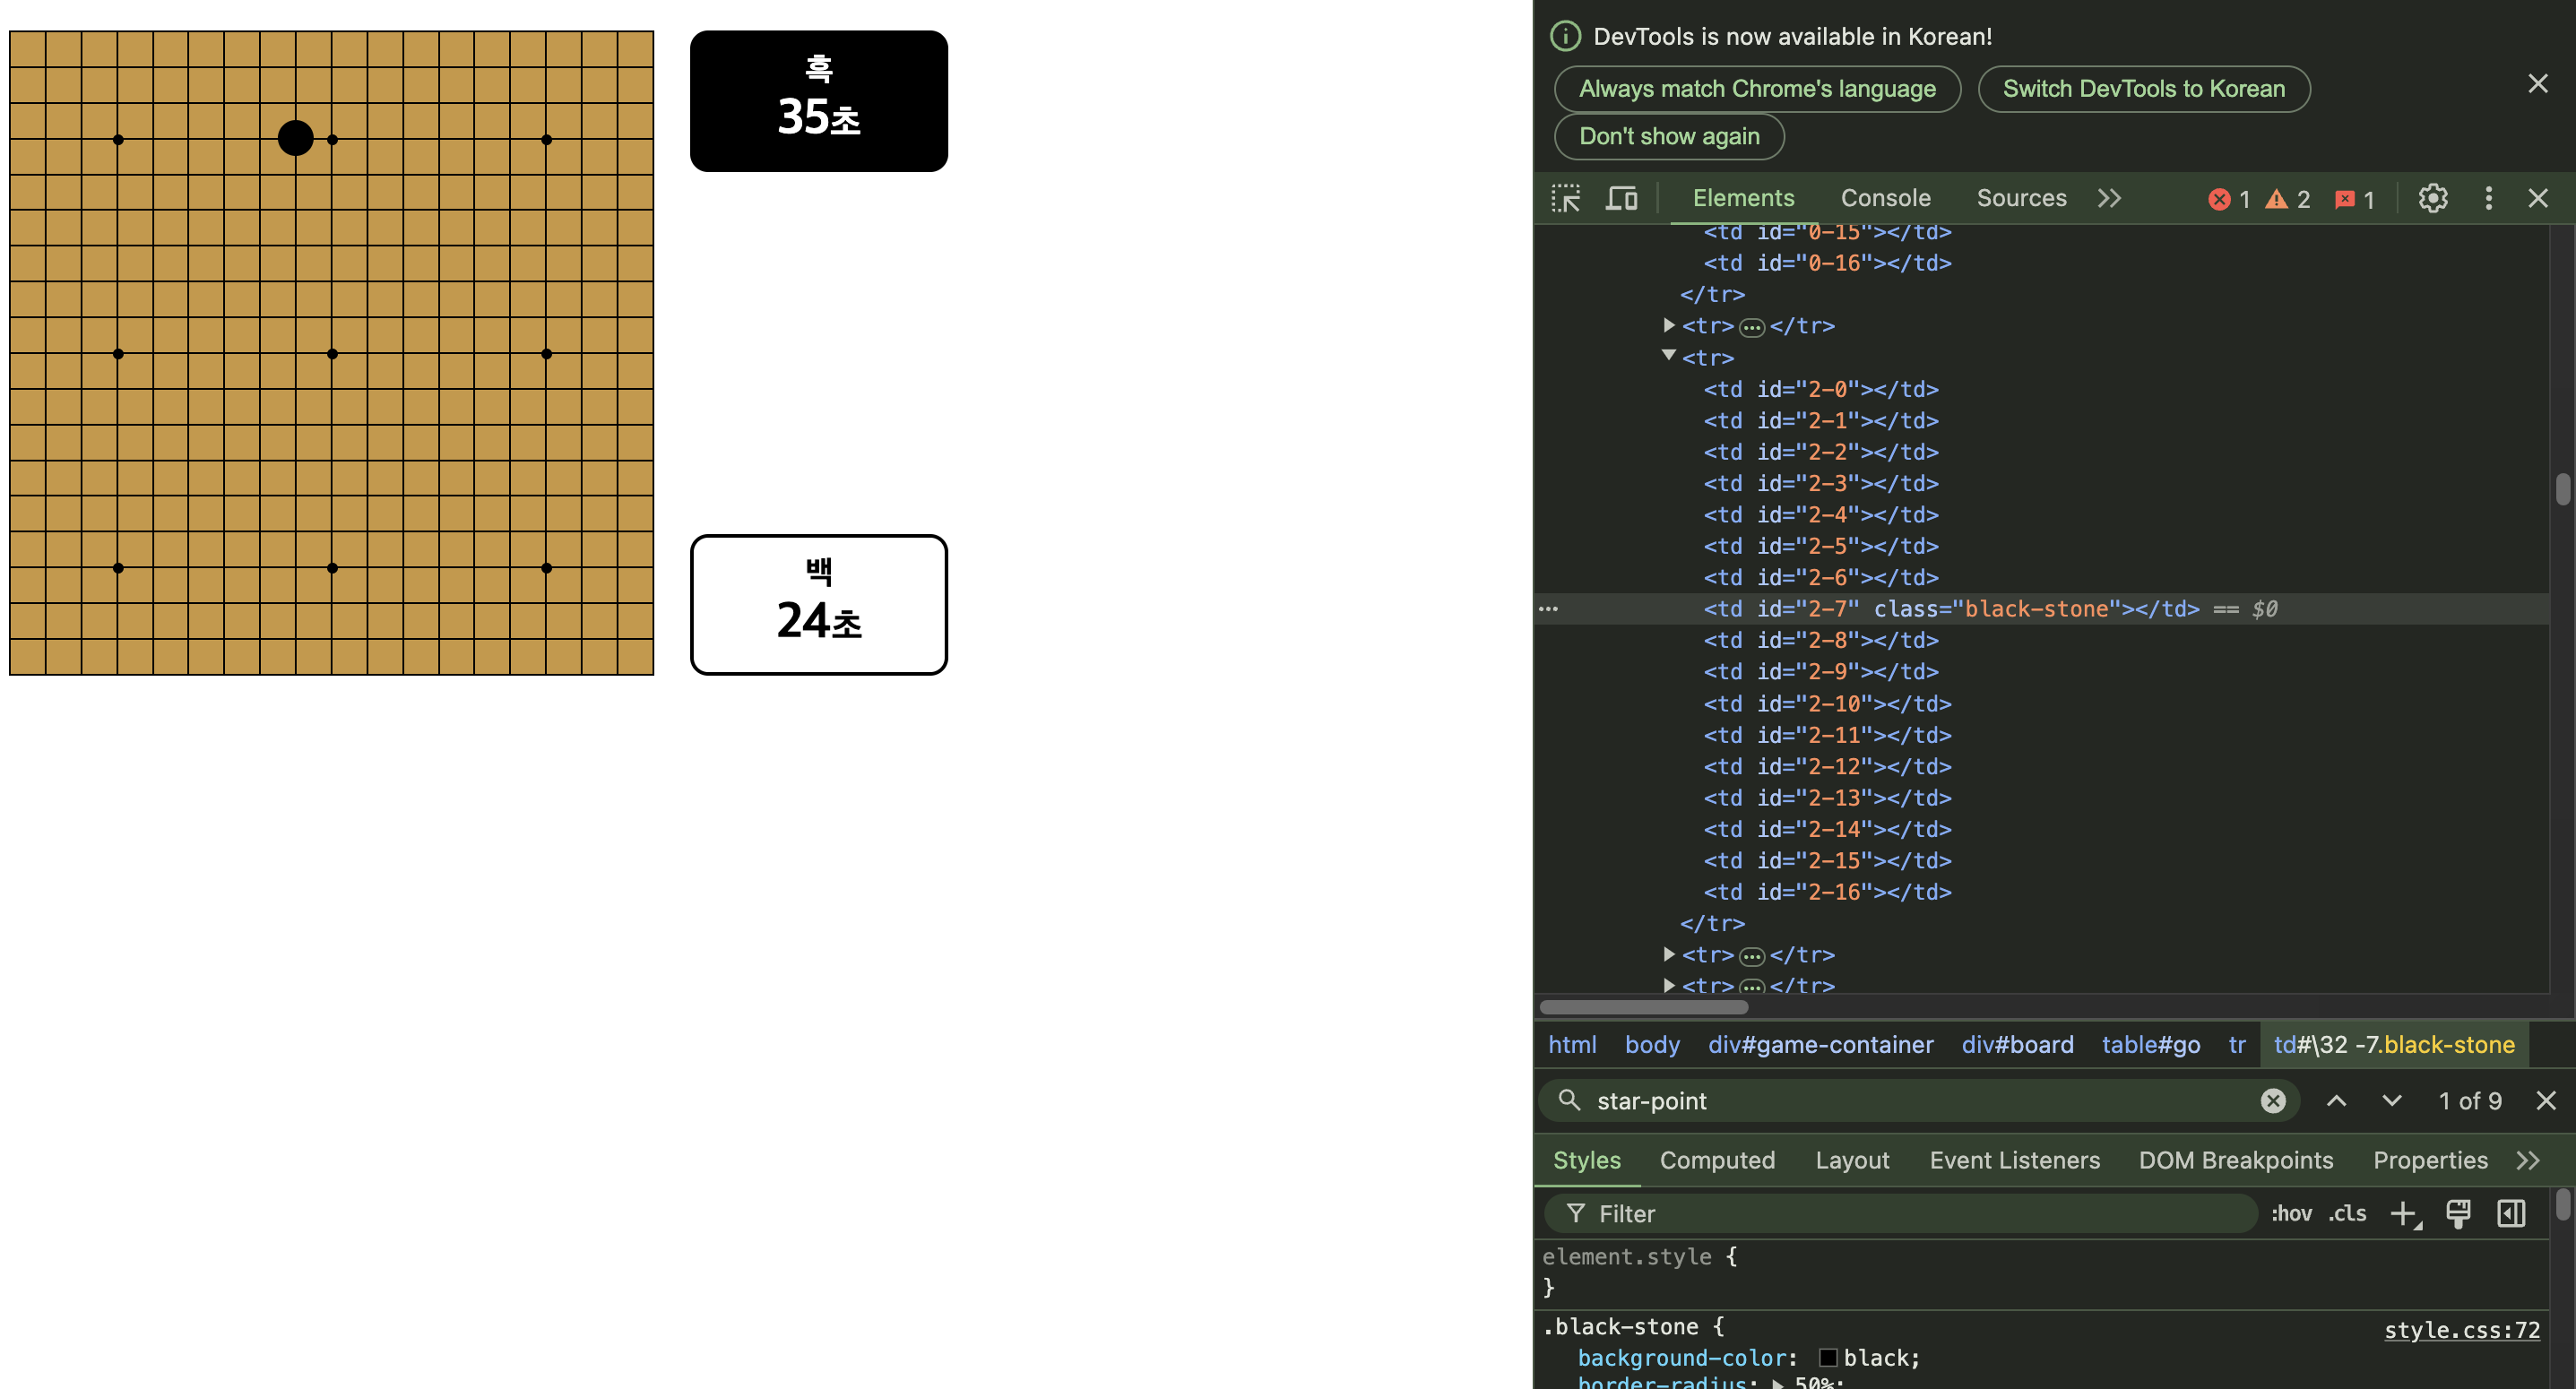 흑
35초
백
24초
DevTools is now available in Korean!
Always match Chrome's language
Switch DevTools to Korean
Don't show again
Elements
Console
Sources
1
2
1
<td id="0-15"></td>
<td id="0-16"></td>
</tr>
<tr>…</tr>
<tr>
<td id="2-0"></td>
<td id="2-1"></td>
<td id="2-2"></td>
<td id="2-3"></td>
<td id="2-4"></td>
<td id="2-5"></td>
<td id="2-6"></td>
<td id="2-7" class="black-stone"></td> == $0
<td id="2-8"></td>
<td id="2-9"></td>
<td id="2-10"></td>
<td id="2-11"></td>
<td id="2-12"></td>
<td id="2-13"></td>
<td id="2-14"></td>
<td id="2-15"></td>
<td id="2-16"></td>
</tr>
<tr>…</tr>
<tr>…</tr>
html body div#game-container div#board table#go tr td#\32 -7.black-stone
star-point
1 of 9
Styles
Computed
Layout
Event Listeners
DOM Breakpoints
Properties
Filter
:hov .cls
element.style {
}
.black-stone {
style.css:72
background-color: black;
border-radius: 50%;